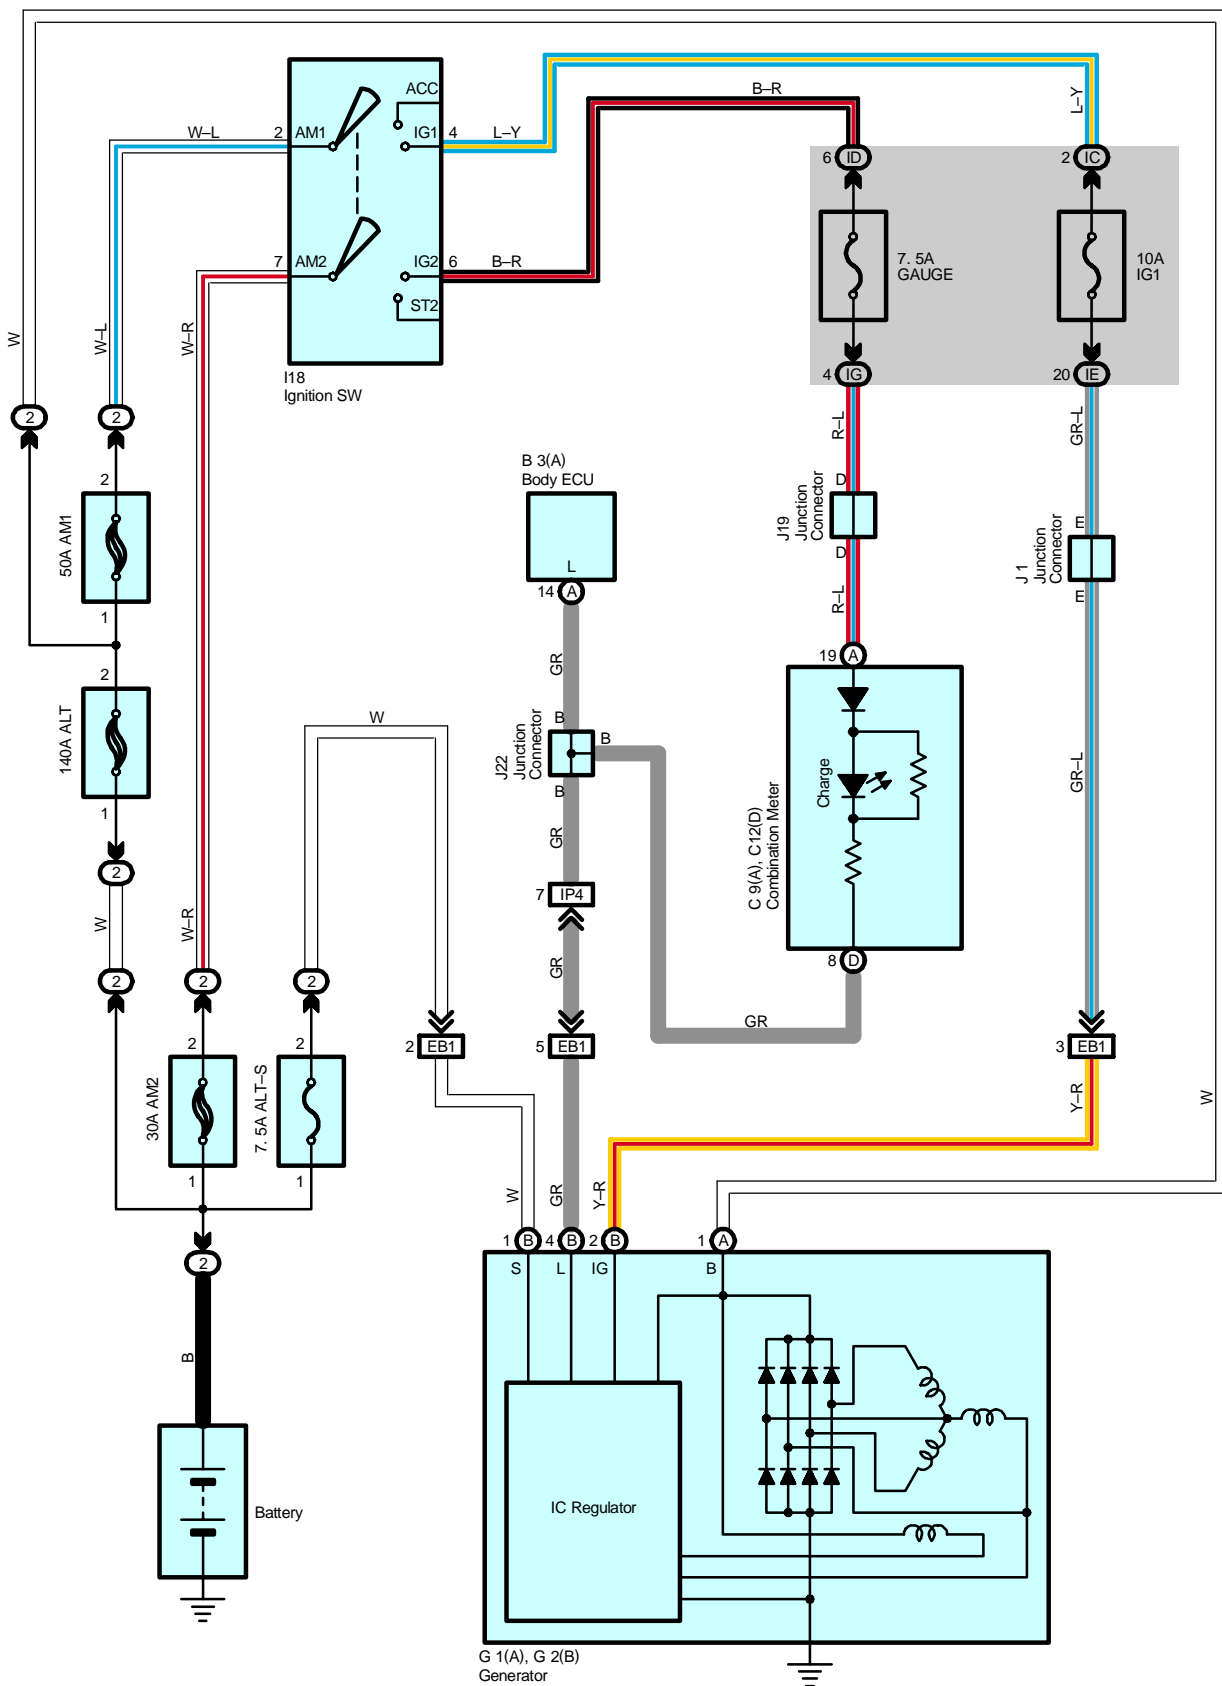 ACC
B–R
L–Y
W–L
2
AM1
IG1
4
L–Y
6
ID
2
IC
7
AM2
IG2
6
B–R
7. 5A
GAUGE
10A
IG1
ST2
W
W–L
W–R
I18
Ignition SW
4
IG
20
IE
2
2
R–L
GR–L
B 3(A)
Body ECU
2
D
J19
Junction
Connector
50A AM1
E
J 1
Junction
Connector
D
L
14
A
E
R–L
1
2
GR
19
A
W
B
B
140A ALT
J22
Junction
Connector
Charge
GR–L
B
1
GR
C 9(A), C12(D)
Combination Meter
2
7
IP4
W
W–R
GR
8
D
2
2
2
GR
2
2
2
EB1
5
EB1
3
EB1
30A AM2
7. 5A ALT–S
Y–R
W
1
1
W
GR
Y–R
1
B
4
B
2
B
1
A
2
S
L
IG
B
B
IC Regulator
Battery
G 1(A), G 2(B)
Generator